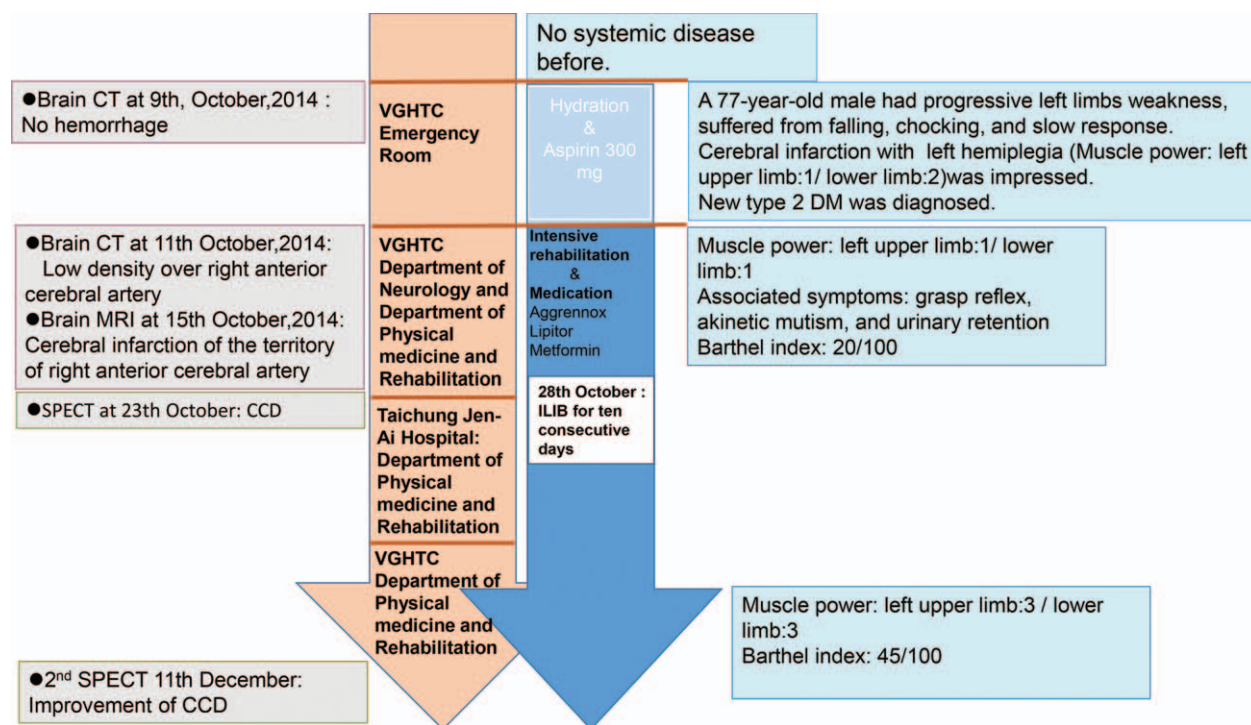 No systemic disease
before.
●Brain CT at 9th, October,2014 :
No hemorrhage
VGHTC
Emergency
Room
Hydration
&
Aspirin 300
mg
A 77-year-old male had progressive left limbs weakness,
suffered from falling, chocking, and slow response.
Cerebral infarction with left hemiplegia (Muscle power: left
upper limb:1/ lower limb:2)was impressed.
New type 2 DM was diagnosed.
●Brain CT at 11th October,2014:
Low density over right anterior
cerebral artery
●Brain MRI at 15th October,2014:
Cerebral infarction of the territory
of right anterior cerebral artery
VGHTC
Department of
Neurology and
Department of
Physical
medicine and
Rehabilitation
Intensive
rehabilitation
&
Medication
Aggrennox
Lipitor
Metformin
Muscle power: left upper limb:1/ lower
limb:1
Associated symptoms: grasp reflex,
akinetic mutism, and urinary retention
Barthel index: 20/100
●SPECT at 23th October: CCD
28th October :
ILIB for ten
consecutive
days
Taichung Jen-
Ai Hospital:
Department of
Physical
medicine and
Rehabilitation
VGHTC
Department of
Physical
medicine and
Rehabilitation
Muscle power: left upper limb:3 / lower
limb:3
Barthel index: 45/100
●2nd SPECT 11th December:
Improvement of CCD